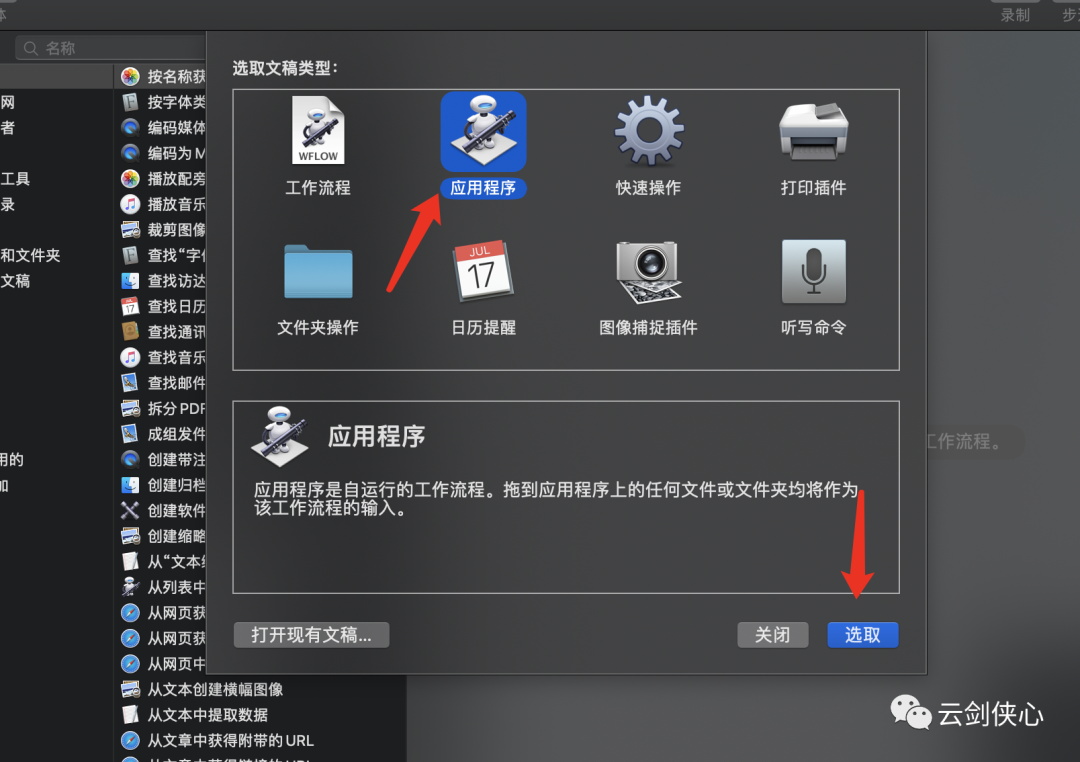 体
录制
步
名称
选取文稿类型：
网
者
工具
录
和文件夹
文稿
用的
加
按名称获
按字体类
编码媒体
编码为 M
播放配旁
播放音乐
裁剪图像
查找“字体
查找访达
查找日历
查找通讯
查找音乐
查找邮件
拆分 PDF
成组发件
创建带注
创建归档
创建软件
创建缩略
从“文本编
从列表中
从网页获
从网页获
从网页中
从文本创建横幅图像
从文本中提取数据
从文章中获得附带的 URL
WFLOW
工作流程
应用程序
快速操作
打印插件
JUL
17
文件夹操作
日历提醒
图像捕捉插件
听写命令
应用程序
应用程序是自运行的工作流程。拖到应用程序上的任何文件或文件夹均将作为
该工作流程的输入。
工作流程。
打开现有文稿...
关闭
选取
云剑侠心